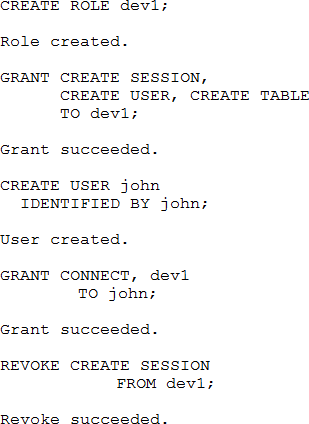 CREATE ROLE dev1;
Role created.
GRANT CREATE SESSION,
CREATE USER, CREATE TABLE
TO dev1;
Grant succeeded.
CREATE USER john
IDENTIFIED BY john;
User created.
GRANT CONNECT, dev1
TO john;
Grant succeeded.
REVOKE CREATE SESSION
FROM dev1;
Revoke succeeded.